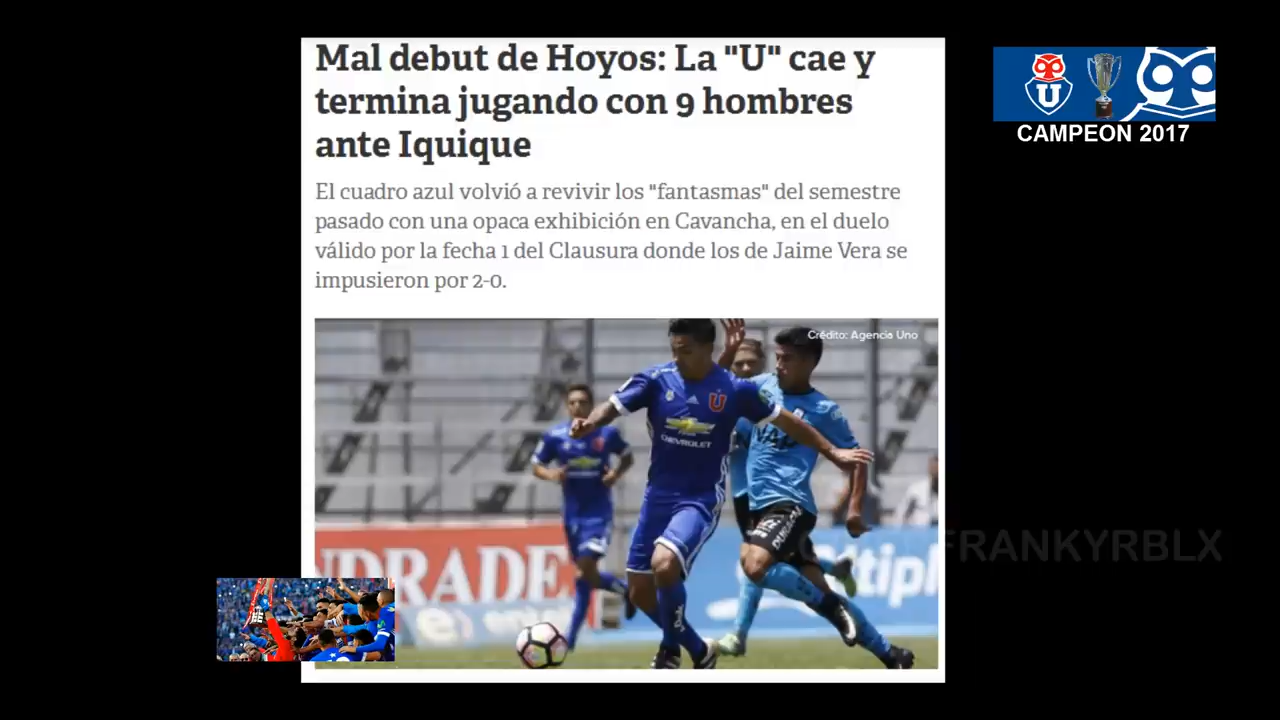 Mal debut de Hoyos: La "U" cae y
termina jugando con 9 hombres
ante Iquique
El cuadro azul volvió a revivir los "fantasmas" del semestre
pasado con una opaca exhibición en Cavancha, en el duelo
válido por la fecha 1 del Clausura donde los de Jaime Vera se
impusieron por 2-0.
U
CAMPEON 2017
Crédito: Agencia Uno
U
CHEVROLET
NDRADE
FRANKYRBLX